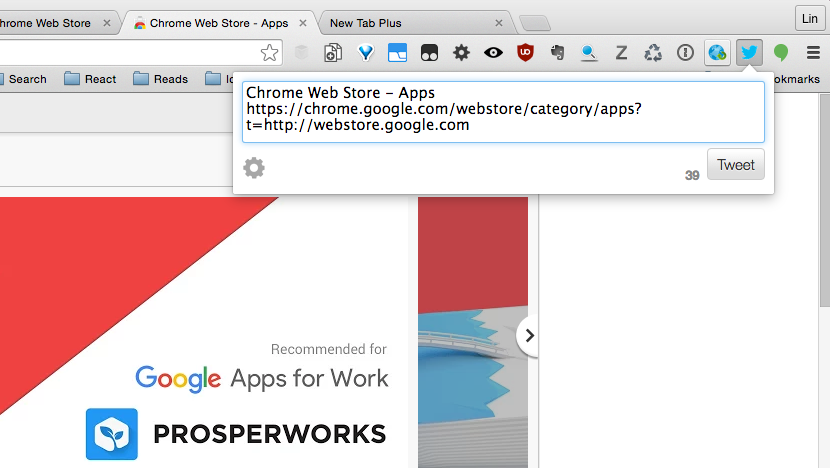 hrome Web Store
Chrome Web Store - Apps
New Tab Plus
Lin
Search
React
Reads
okmarks
Chrome Web Store - Apps
https://chrome.google.com/webstore/category/apps?
t=http://webstore.google.com
39
Tweet
Recommended for
Google Apps for Work
PROSPERWORKS